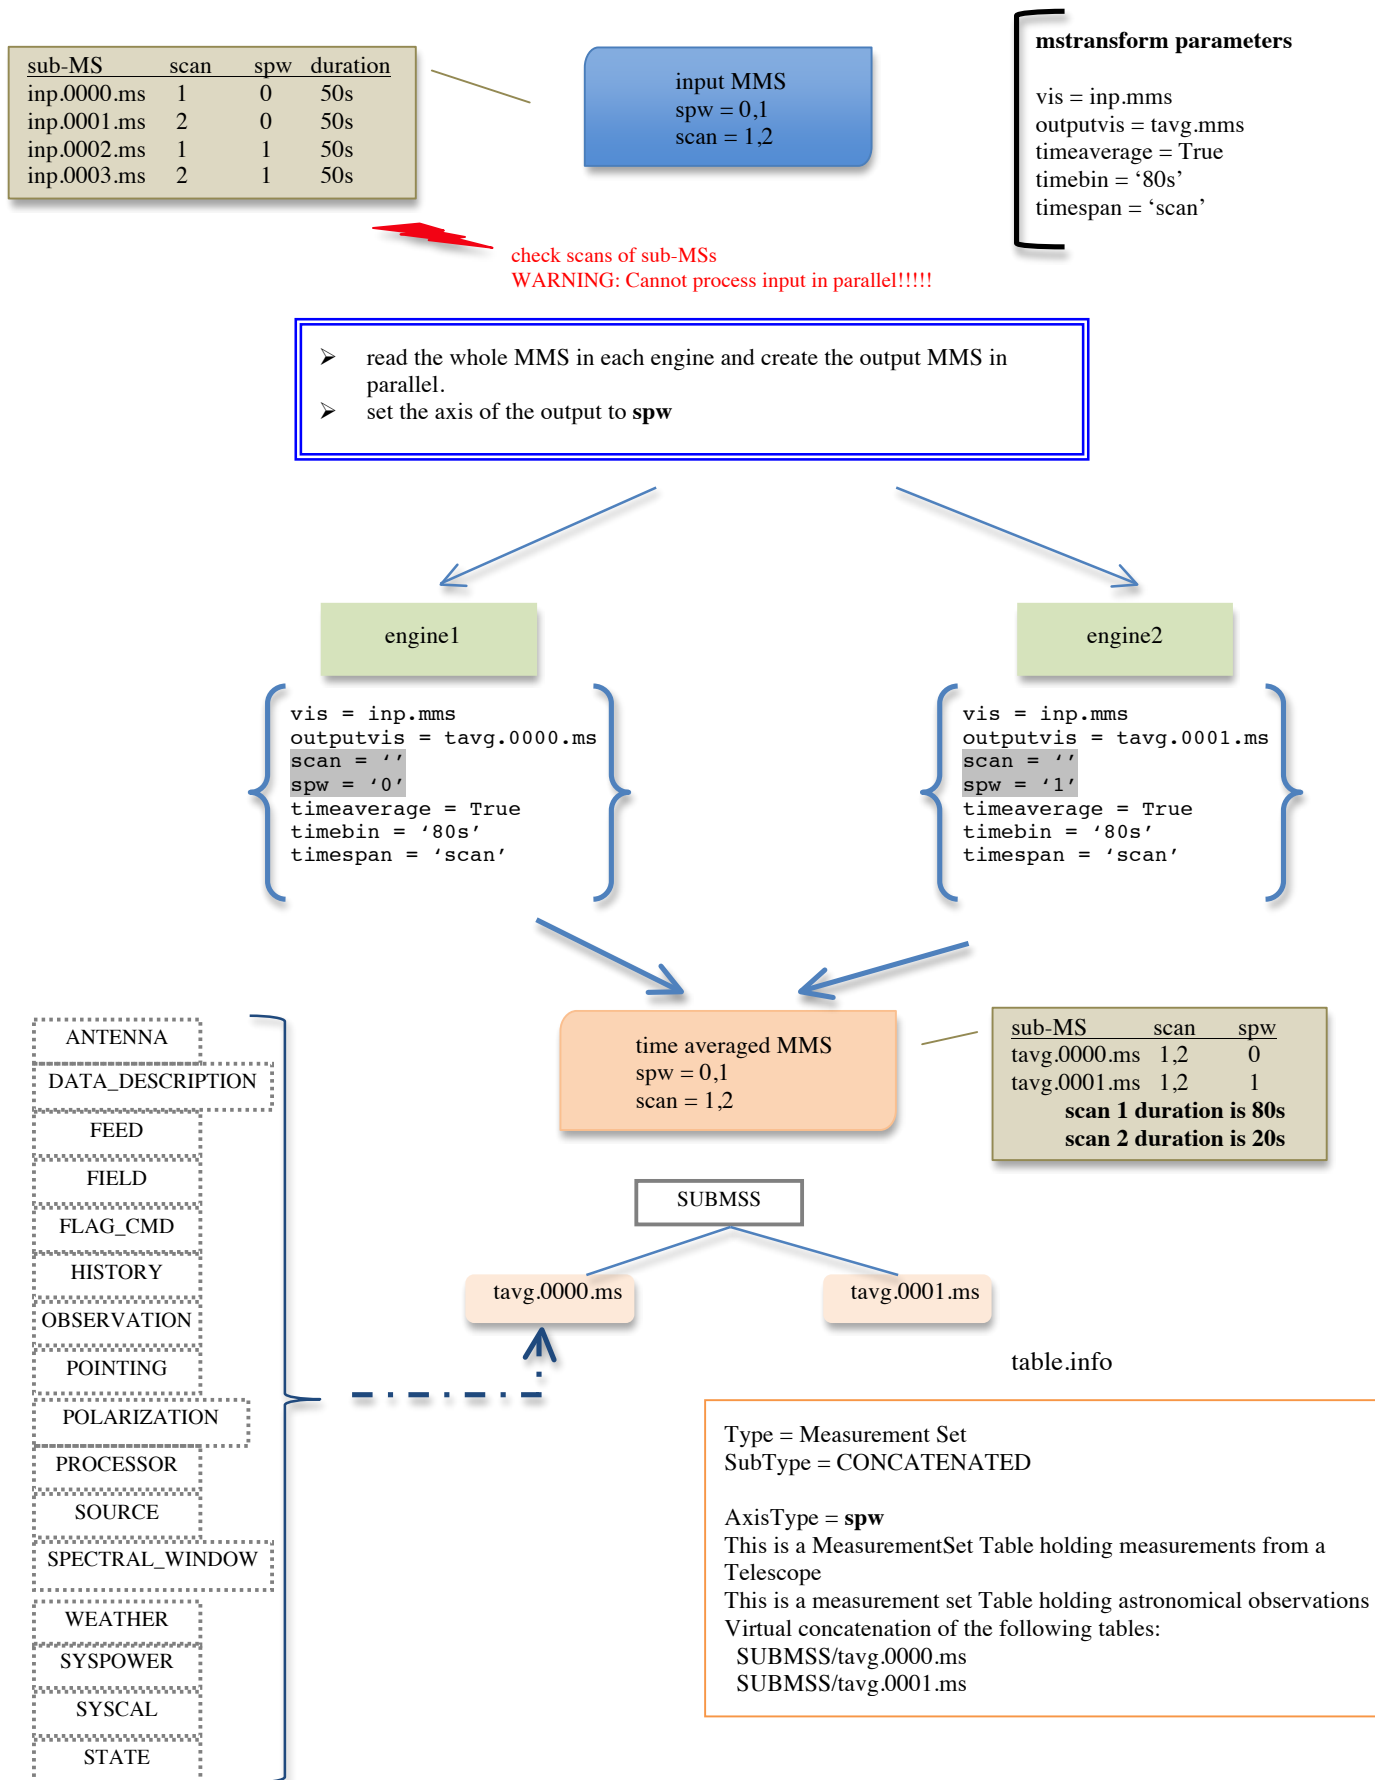 sub-MS scan spw duration
inp.0000.ms 1 0 50s
inp.0001.ms 2 0 50s
inp.0002.ms 1 1 50s
inp.0003.ms 2 1 50s
input MMS
spw = 0,1
scan = 1,2
mstransform parameters
vis = inp.mms
outputvis = tavg.mms
timeaverage = True
timebin = ‘80s’
timespan = ‘scan’
check scans of sub-MSs
WARNING: Cannot process input in parallel!!!!!
➢ read the whole MMS in each engine and create the output MMS in
parallel.
➢ set the axis of the output to spw
engine1
vis = inp.mms
outputvis = tavg.0000.ms
scan = ‘’
spw = ‘0’
timeaverage = True
timebin = ‘80s’
timespan = ‘scan’
engine2
vis = inp.mms
outputvis = tavg.0001.ms
scan = ‘’
spw = ‘1’
timeaverage = True
timebin = ‘80s’
timespan = ‘scan’
time averaged MMS
spw = 0,1
scan = 1,2
sub-MS scan spw
tavg.0000.ms 1,2 0
tavg.0001.ms 1,2 1
scan 1 duration is 80s
scan 2 duration is 20s
ANTENNA
DATA_DESCRIPTION
FEED
FIELD
FLAG_CMD
HISTORY
OBSERVATION
POINTING
POLARIZATION
PROCESSOR
SOURCE
SPECTRAL_WINDOW
WEATHER
SYSPOWER
SYSCAL
STATE
SUBMSS
tavg.0000.ms
tavg.0001.ms
table.info
Type = Measurement Set
SubType = CONCATENATED
AxisType = spw
This is a MeasurementSet Table holding measurements from a
Telescope
This is a measurement set Table holding astronomical observations
Virtual concatenation of the following tables:
SUBMSS/tavg.0000.ms
SUBMSS/tavg.0001.ms